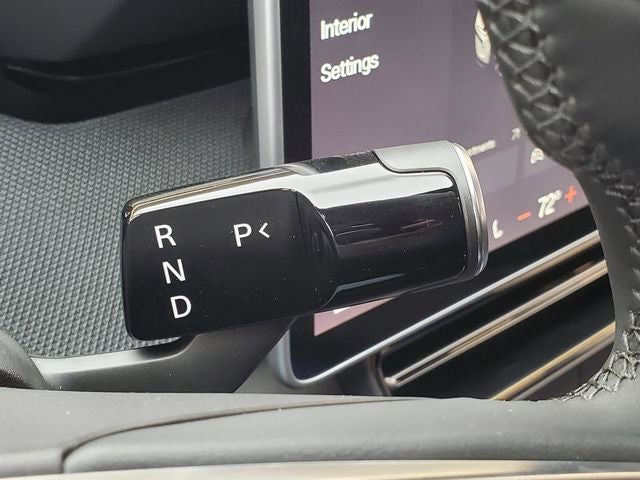 Interior
Settings
R
N
D
P<
L - 72° +